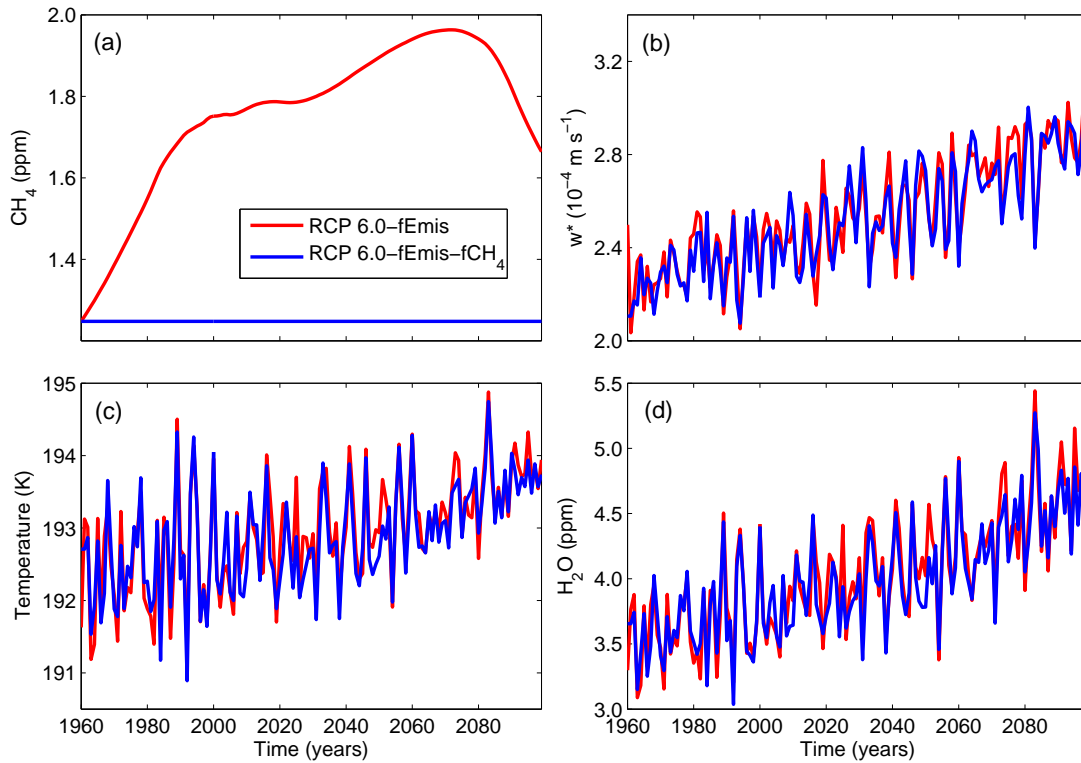 (a)
CH4 (ppm)
2.0
1.8
1.6
1.4
RCP 6.0−fEmis
RCP 6.0−fEmis−fCH4
(b)
w* (10−4 m s−1)
3.2
2.8
2.4
2.0
(c)
Temperature (K)
195
194
193
192
191
1960 1980 2000 2020 2040 2060 2080
Time (years)
(d)
H2O (ppm)
5.5
5.0
4.5
4.0
3.5
3.0
1960 1980 2000 2020 2040 2060 2080
Time (years)